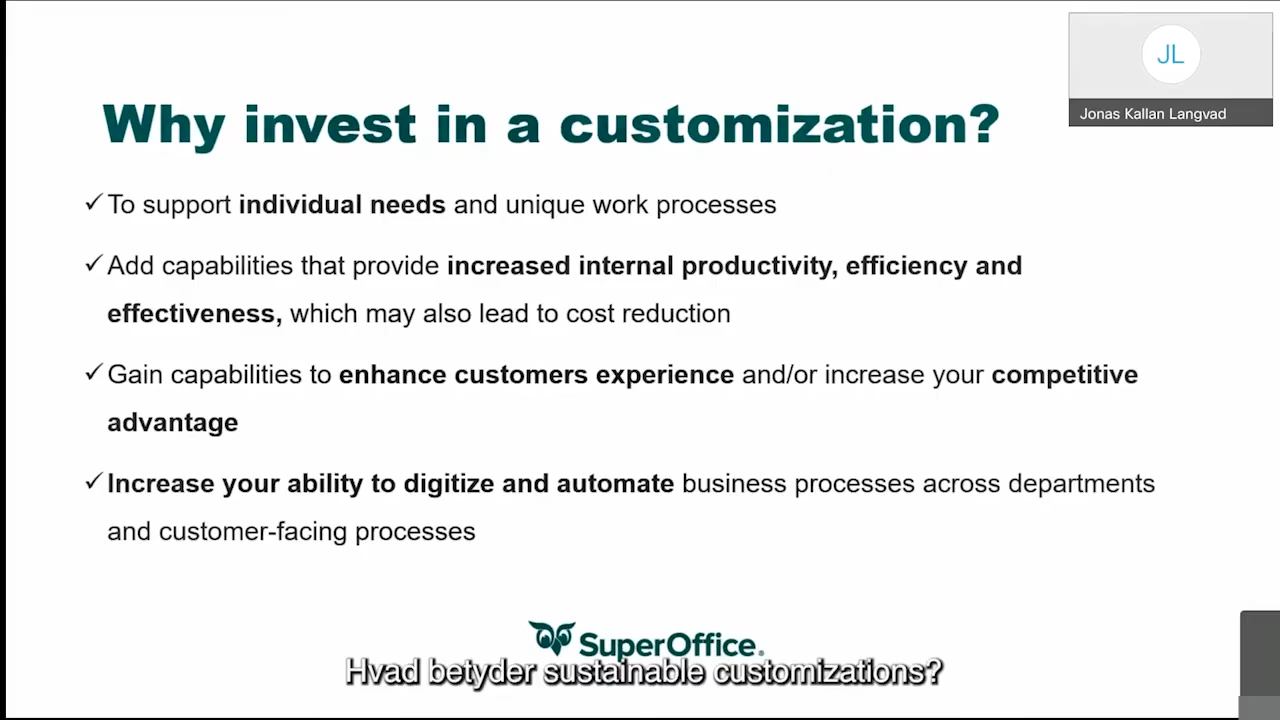 JL
Jonas Kallan Langvad
Why invest in a customization?
✓ To support individual needs and unique work processes
✓ Add capabilities that provide increased internal productivity, efficiency and
effectiveness, which may also lead to cost reduction
✓ Gain capabilities to enhance customers experience and/or increase your competitive
advantage
✓ Increase your ability to digitize and automate business processes across departments
and customer-facing processes
SuperOffice.
Hvad betyder sustainable customizations?